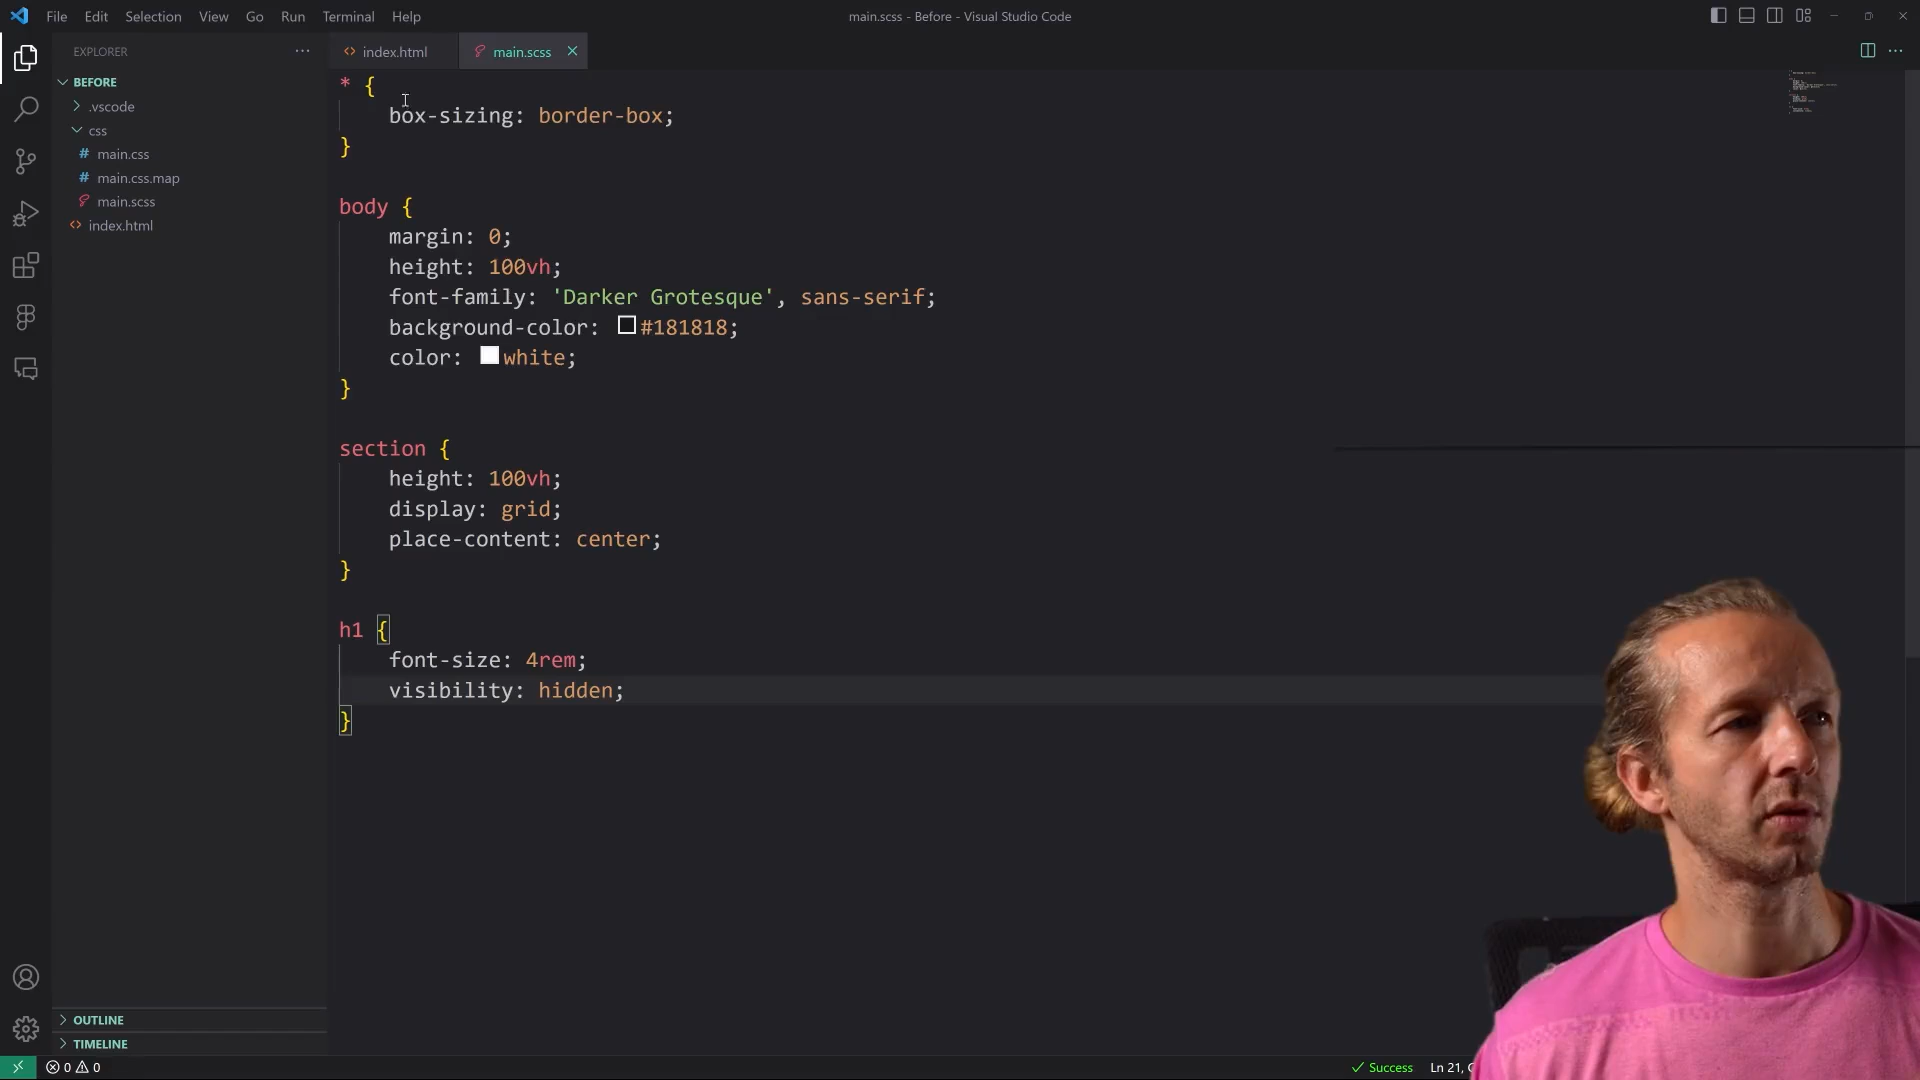 File Edit Selection View Go Run Terminal Help
main.scss - Before - Visual Studio Code
EXPLORER
index.html
main.scss
BEFORE
.vscode
css
main.css
main.css.map
main.scss
index.html
* {
box-sizing: border-box;
}
body {
margin: 0;
height: 100vh;
font-family: 'Darker Grotesque', sans-serif;
background-color: #181818;
color: white;
}
section {
height: 100vh;
display: grid;
place-content: center;
}
h1 {
font-size: 4rem;
visibility: hidden;
}
OUTLINE
TIMELINE
0 0
Success
Ln 21,